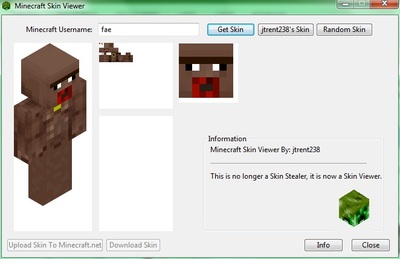 Minecraft Skin Viewer
Minecraft Username: fae Get Skin jtrent238's Skin Random Skin
Information
Minecraft Skin Viewer By: jtrent238
This is no longer a Skin Stealer, it is now a Skin Viewer.
Upload Skin To Minecraft.net Download Skin Info Close